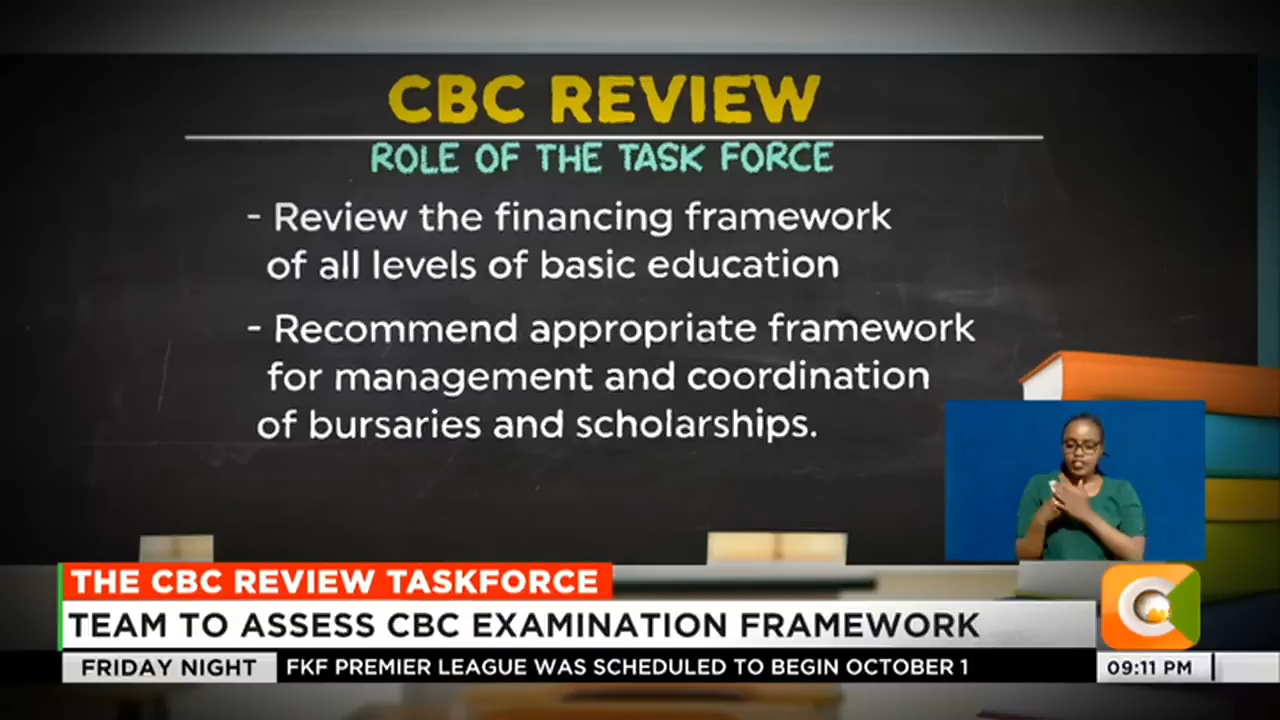 CBC REVIEW
ROLE OF THE TASK FORCE
- Review the financing framework
of all levels of basic education
- Recommend appropriate framework
for management and coordination
of bursaries and scholarships.
THE CBC REVIEW TASKFORCE
TEAM TO ASSESS CBC EXAMINATION FRAMEWORK
FRIDAY NIGHT FKF PREMIER LEAGUE WAS SCHEDULED TO BEGIN OCTOBER 1 09:11 PM